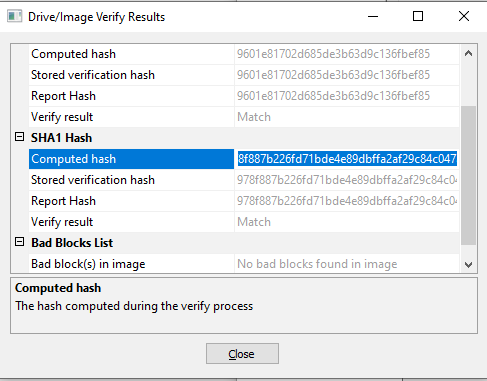 Drive/Image Verify Results
Computed hash 9601e81702d685de3b63d9c136fbef85
Stored verification hash 9601e81702d685de3b63d9c136fbef85
Report Hash 9601e81702d685de3b63d9c136fbef85
Verify result Match
SHA1 Hash
Computed hash 8f887b226fd71bde4e89dbffa2af29c84c047
Stored verification hash 978f887b226fd71bde4e89dbffa2af29c84c04
Report Hash 978f887b226fd71bde4e89dbffa2af29c84c04
Verify result Match
Bad Blocks List
Bad block(s) in image No bad blocks found in image
Computed hash
The hash computed during the verify process
Close